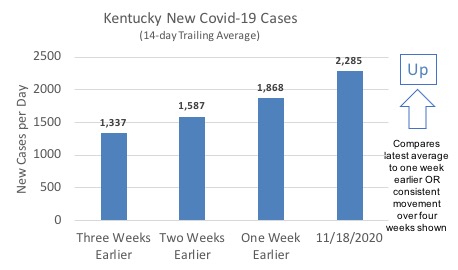 Kentucky New Covid-19 Cases
(14-day Trailing Average)
New Cases per Day
2500
2000
1500
1000
500
0
1,337
1,587
1,868
2,285
Three Weeks
Earlier
Two Weeks
Earlier
One Week
Earlier
11/18/2020
Up
Compares
latest average
to one week
earlier OR
consistent
movement
over four
weeks shown